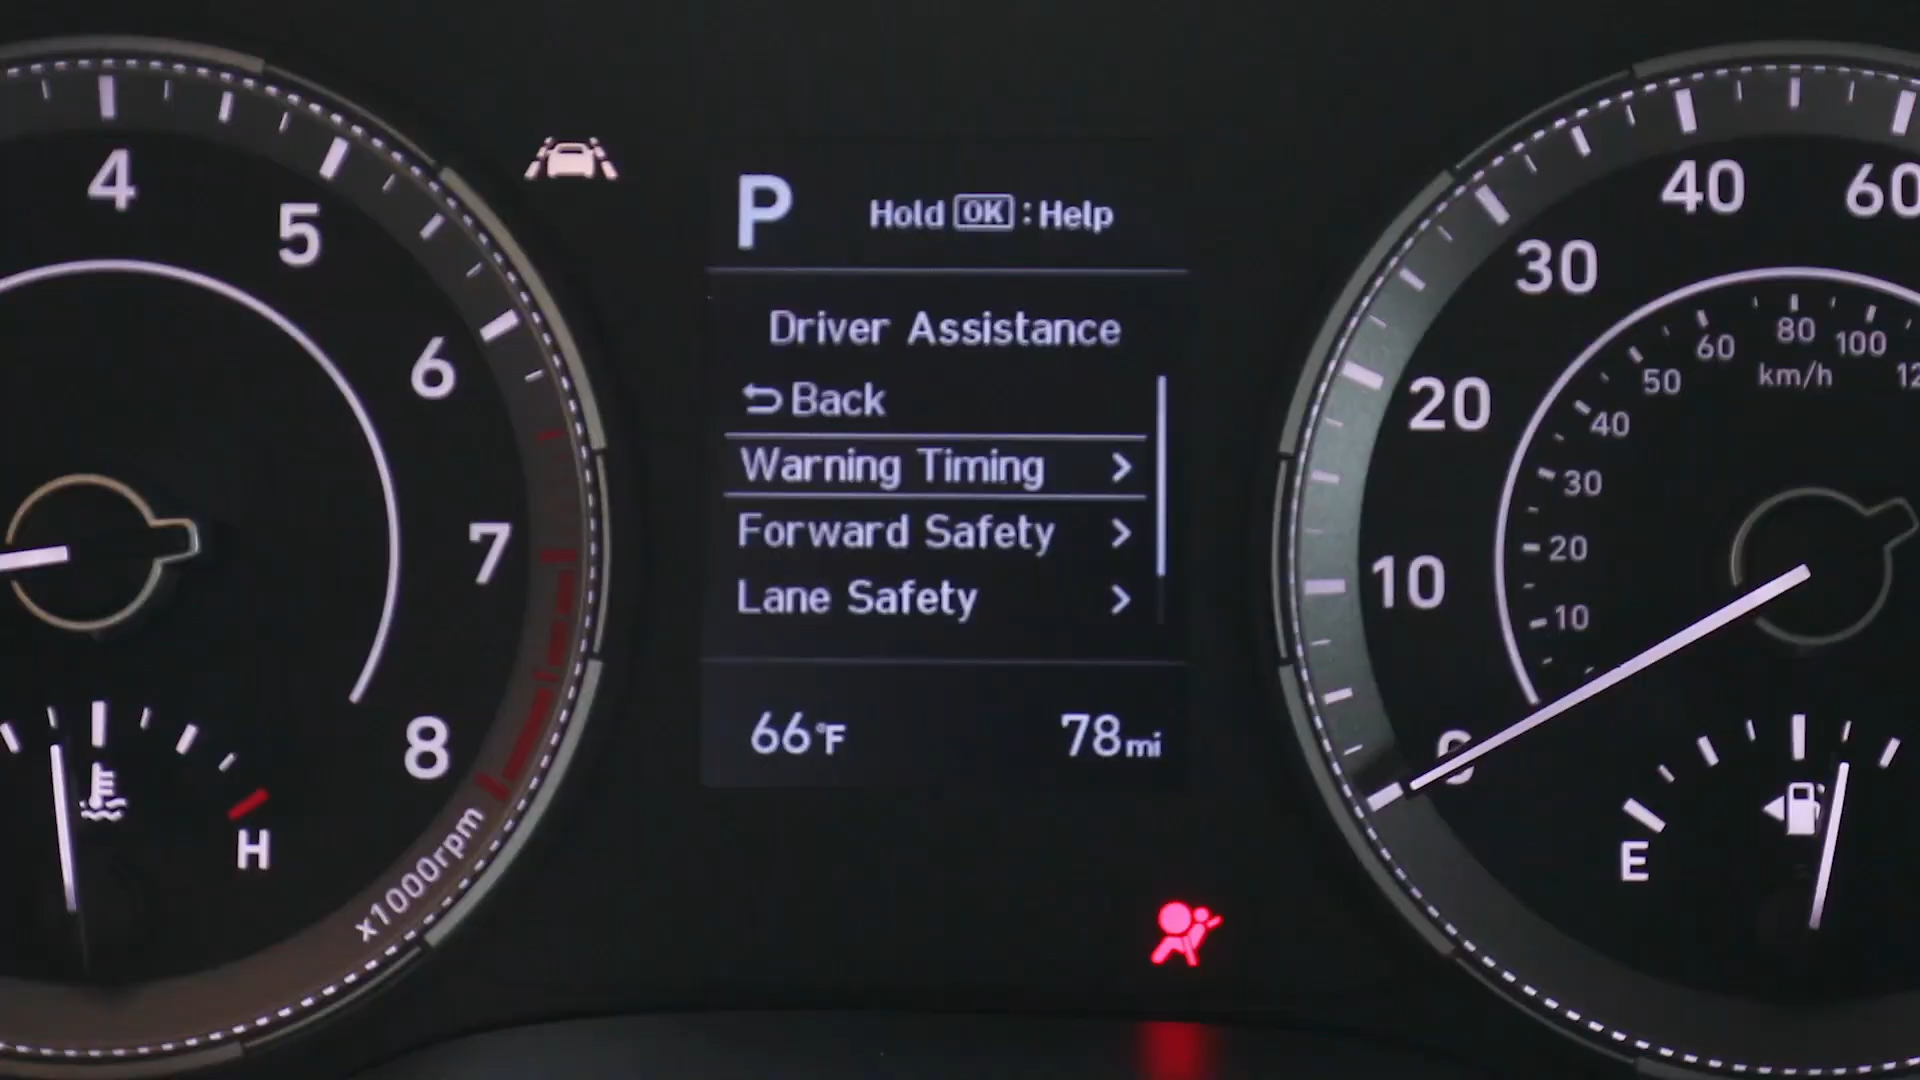 4
5
6
7
8
x1000rpm
H
P
Hold OK : Help
Driver Assistance
Back
Warning Timing
Forward Safety
Lane Safety
66°F
78mi
0
10
20
30
40
60
10
20
30
40
50
60
80
100
km/h
E